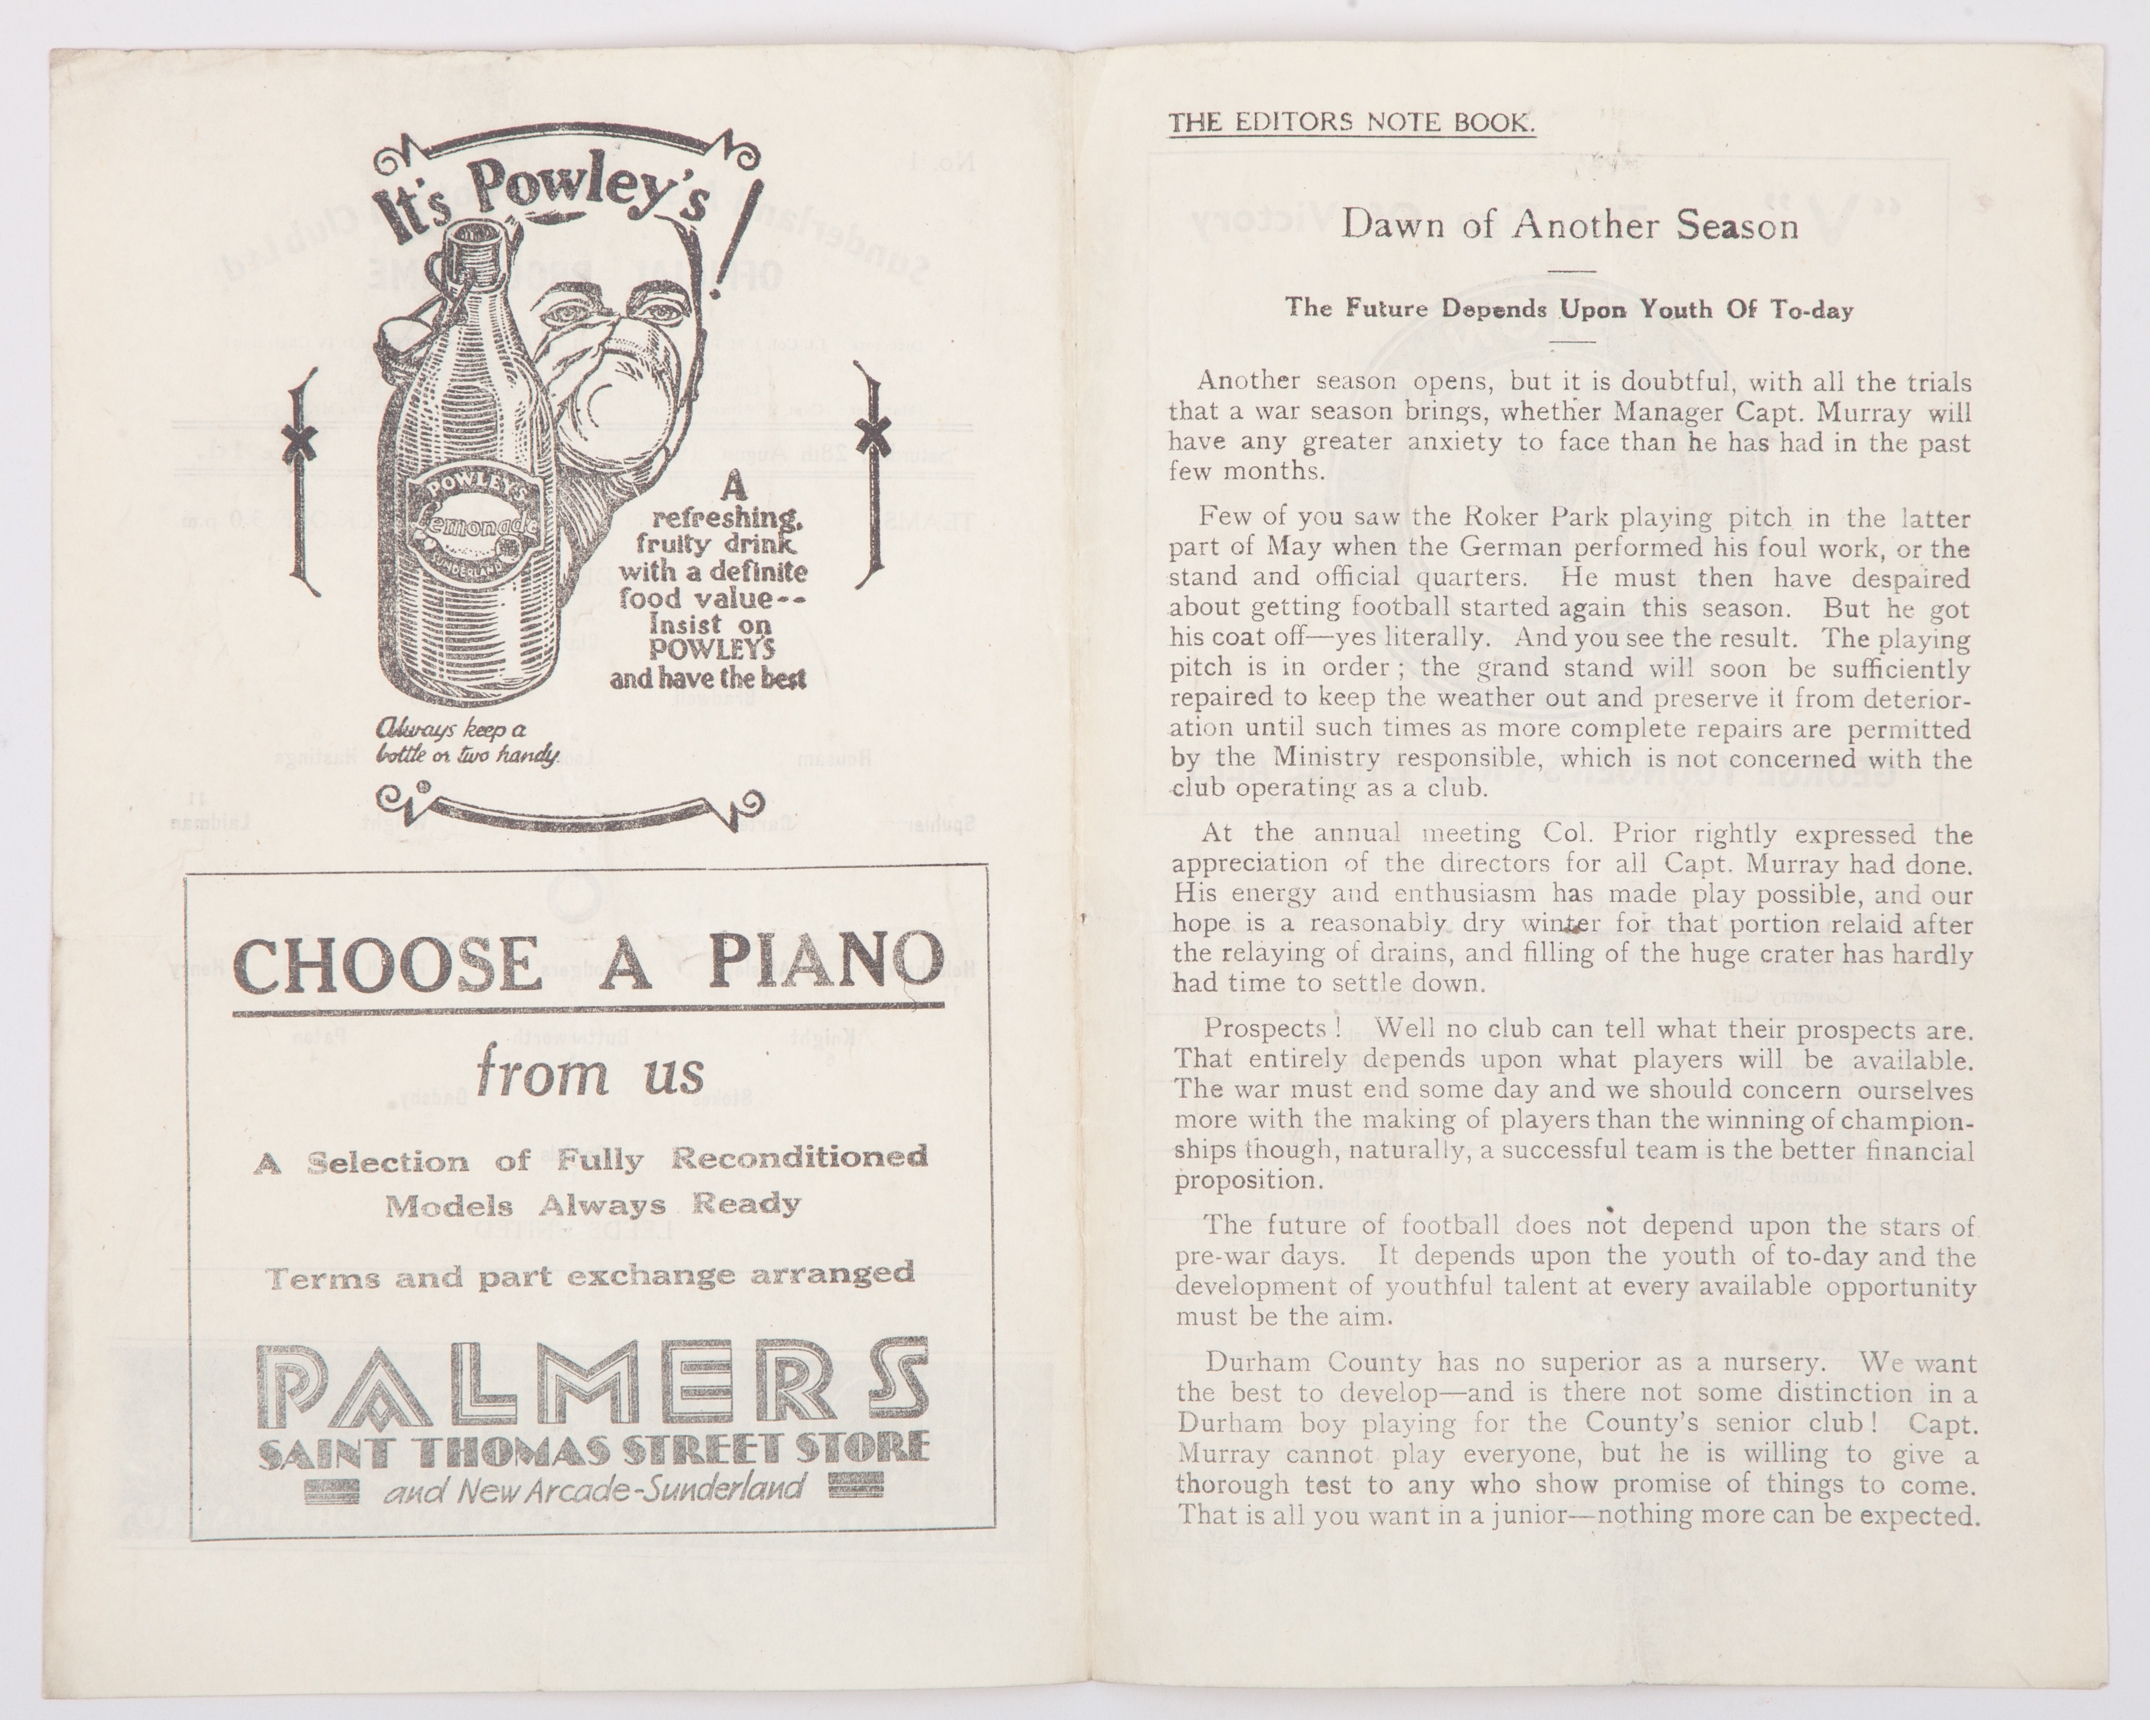 It's Powley's!
POWLEY'S
Lemonade
SUNDERLAND
A
refreshing,
fruity drink
with a definite
food value--
Insist on
POWLEY'S
and have the best
Always keep a
bottle or two handy.
CHOOSE A PIANO
from us
A Selection of Fully Reconditioned
Models Always Ready
Terms and part exchange arranged
PALMERS
SAINT THOMAS STREET STORE
and New Arcade-Sunderland
THE EDITORS NOTE BOOK.
Dawn of Another Season
The Future Depends Upon Youth Of To-day
Another season opens, but it is doubtful, with all the trials
that a war season brings, whether Manager Capt. Murray will
have any greater anxiety to face than he has had in the past
few months.
Few of you saw the Roker Park playing pitch in the latter
part of May when the German performed his foul work, or the
stand and official quarters. He must then have despaired
about getting football started again this season. But he got
his coat off—yes literally. And you see the result. The playing
pitch is in order; the grand stand will soon be sufficiently
repaired to keep the weather out and preserve it from deterior-
ation until such times as more complete repairs are permitted
by the Ministry responsible, which is not concerned with the
club operating as a club.
At the annual meeting Col. Prior rightly expressed the
appreciation of the directors for all Capt. Murray had done.
His energy and enthusiasm has made play possible, and our
hope is a reasonably dry winter for that portion relaid after
the relaying of drains, and filling of the huge crater has hardly
had time to settle down.
Prospects! Well no club can tell what their prospects are.
That entirely depends upon what players will be available.
The war must end some day and we should concern ourselves
more with the making of players than the winning of champion-
ships though, naturally, a successful team is the better financial
proposition.
The future of football does not depend upon the stars of
pre-war days. It depends upon the youth of to-day and the
development of youthful talent at every available opportunity
must be the aim.
Durham County has no superior as a nursery. We want
the best to develop—and is there not some distinction in a
Durham boy playing for the County's senior club! Capt.
Murray cannot play everyone, but he is willing to give a
thorough test to any who show promise of things to come.
That is all you want in a junior—nothing more can be expected.